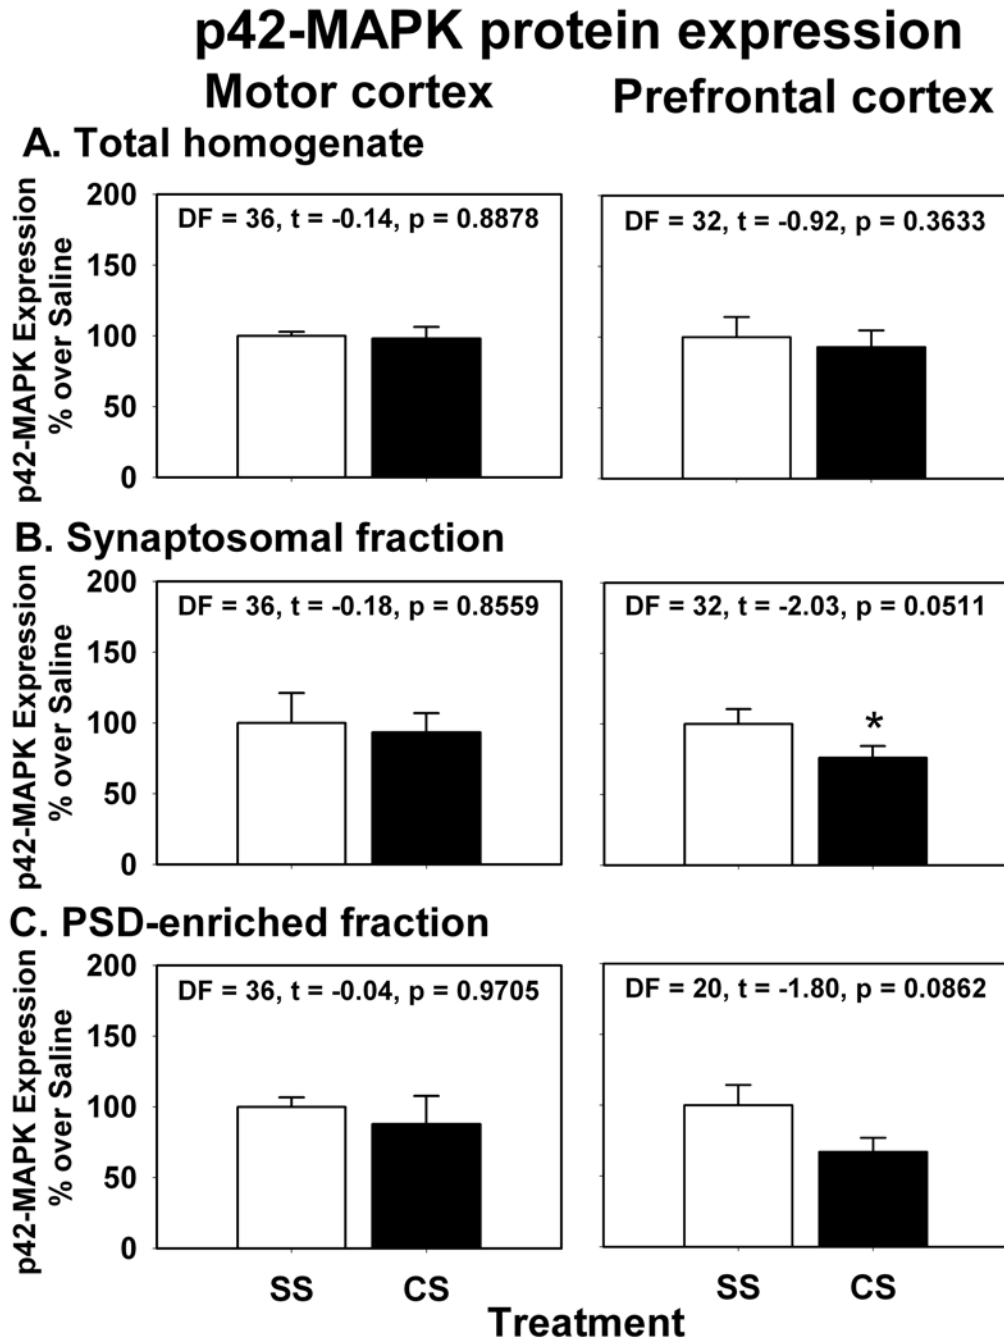 p42-MAPK protein expression
Motor cortex
Prefrontal cortex
A. Total homogenate
p42-MAPK Expression
% over Saline
200
150
100
50
0
DF = 36, t = -0.14, p = 0.8878
DF = 32, t = -0.92, p = 0.3633
B. Synaptosomal fraction
p42-MAPK Expression
% over Saline
200
150
100
50
0
DF = 36, t = -0.18, p = 0.8559
DF = 32, t = -2.03, p = 0.0511
*
C. PSD-enriched fraction
p42-MAPK Expression
% over Saline
200
150
100
50
0
DF = 36, t = -0.04, p = 0.9705
DF = 20, t = -1.80, p = 0.0862
SS CS
SS CS
Treatment